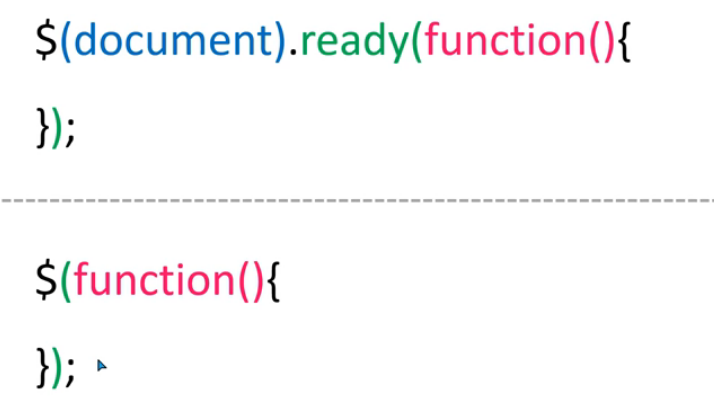 $(document).ready(function(){
});
$(function(){
});